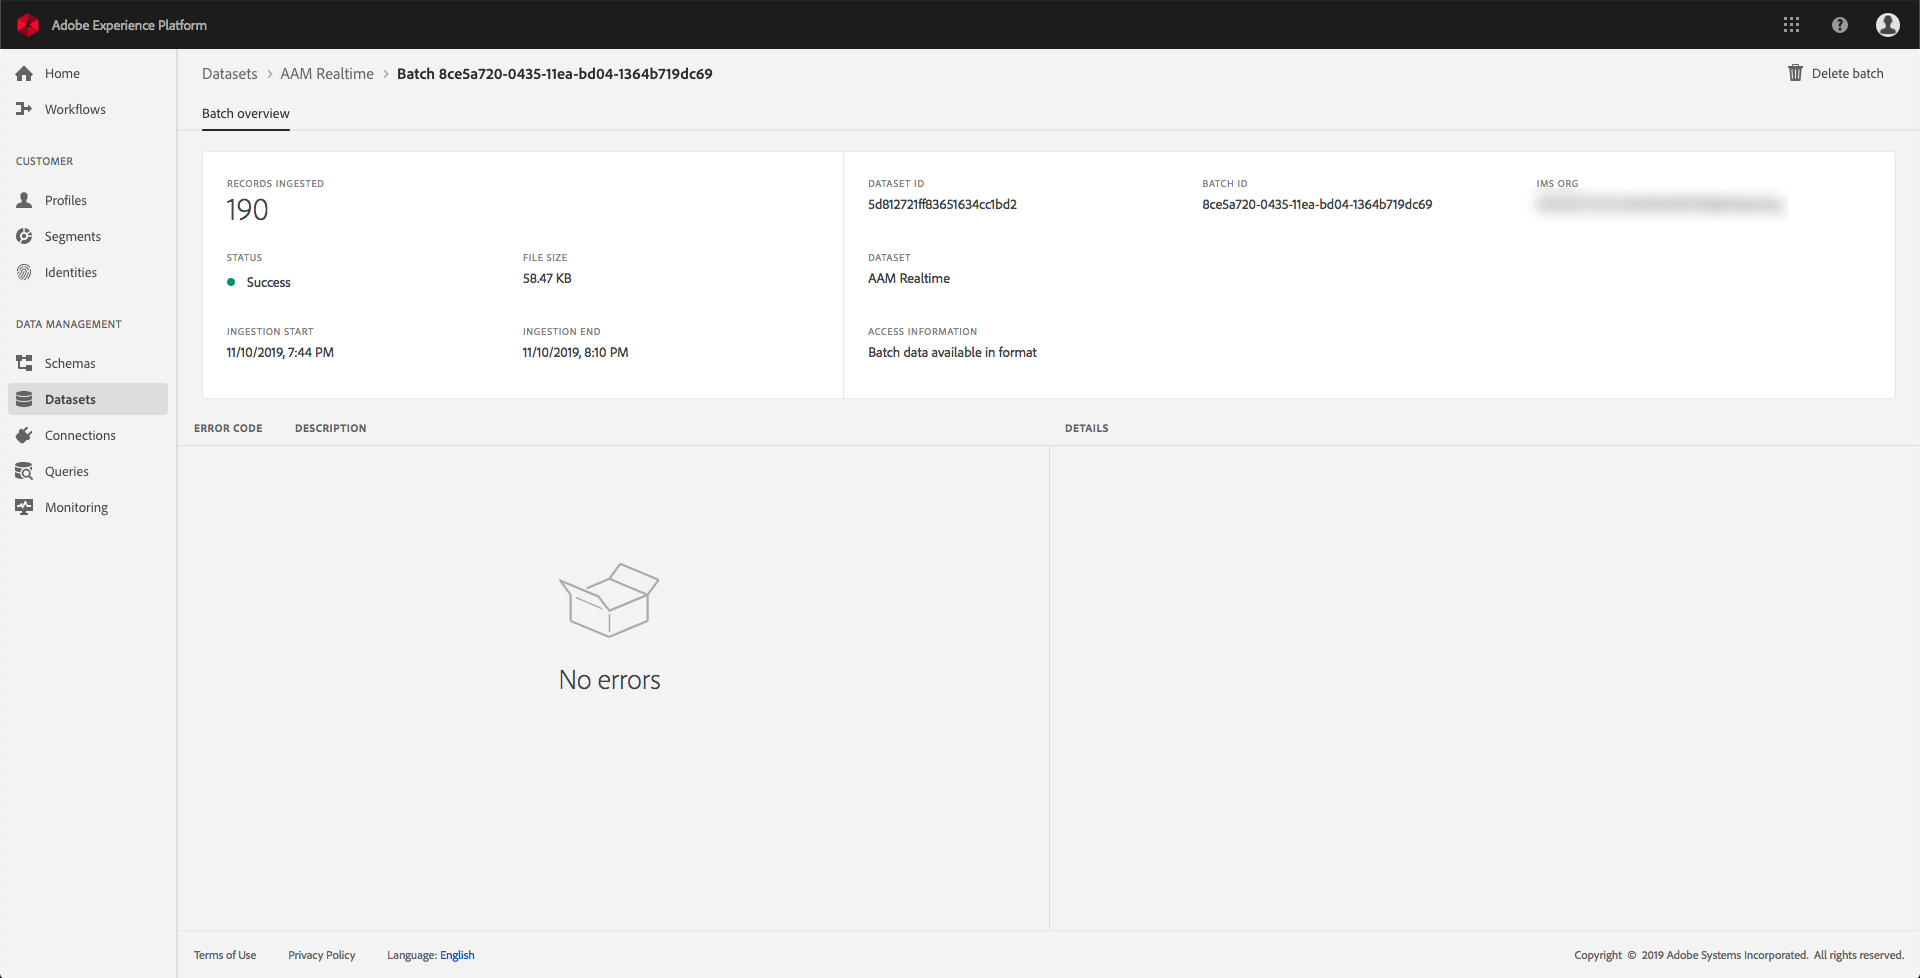 Adobe Experience Platform
Home
Workflows
CUSTOMER
Profiles
Segments
Identities
DATA MANAGEMENT
Schemas
Datasets
Connections
Queries
Monitoring
Datasets > AAM Realtime > Batch 8ce5a720-0435-11ea-bd04-1364b719dc69
Delete batch
Batch overview
RECORDS INGESTED
190
STATUS
Success
FILE SIZE
58.47 KB
INGESTION START
11/10/2019, 7:44 PM
INGESTION END
11/10/2019, 8:10 PM
DATASET ID
5d812721ff83651634cc1bd2
BATCH ID
8ce5a720-0435-11ea-bd04-1364b719dc69
IMS ORG
DATASET
AAM Realtime
ACCESS INFORMATION
Batch data available in format
ERROR CODE DESCRIPTION DETAILS
No errors
Terms of Use Privacy Policy Language: English
Copyright © 2019 Adobe Systems Incorporated. All rights reserved.